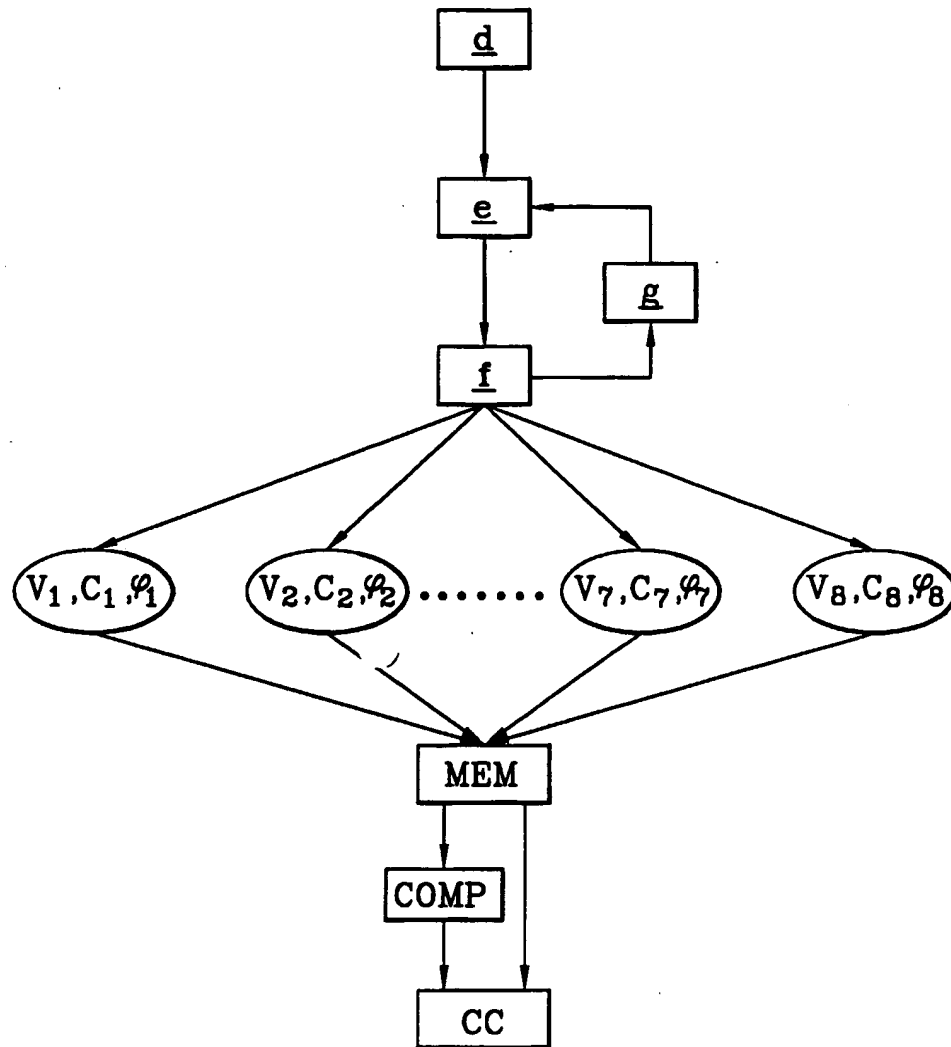 d
e
g
f
V₁,C₁,φ₁ V₂,C₂,φ₂ ....... V₇,C₇,φ₇ V₈,C₈,φ₈
MEM
COMP
CC